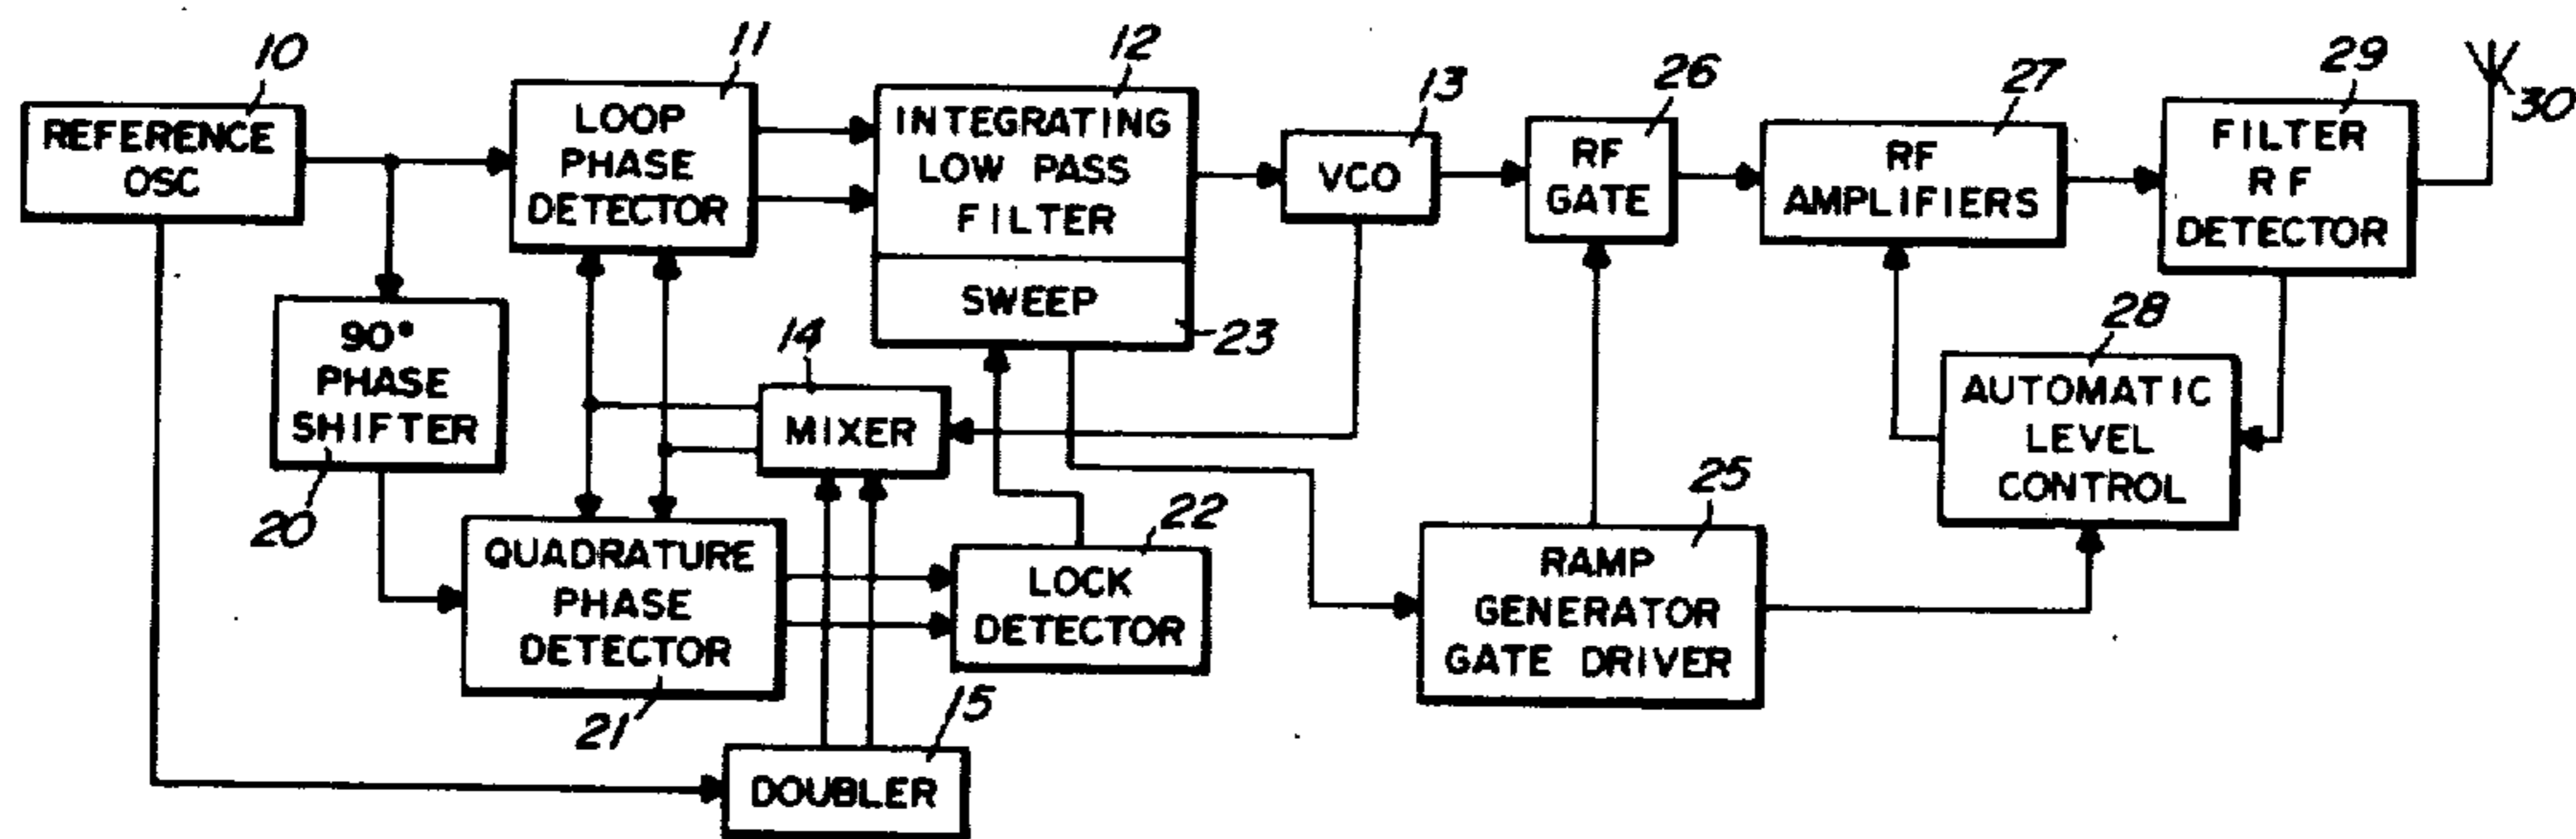 10
REFERENCE
OSC
11
LOOP
PHASE
DETECTOR
12
INTEGRATING
LOW PASS
FILTER
SWEEP
23
13
VCO
26
RF
GATE
27
RF
AMPLIFIERS
29
FILTER
RF
DETECTOR
30
90°
PHASE
SHIFTER
20
14
MIXER
28
AUTOMATIC
LEVEL
CONTROL
QUADRATURE
PHASE
DETECTOR
21
22
LOCK
DETECTOR
25
RAMP
GENERATOR
GATE DRIVER
15
DOUBLER